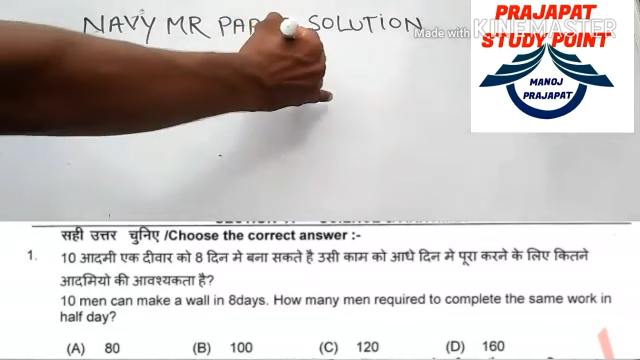 NAVY MR PAP SOLUTION
Made with KINEMASTER
PRAJAPAT
STUDY POINT
MANOJ
PRAJAPAT
सही उत्तर चुनिए /Choose the correct answer :-
1. 10 आदमी एक दीवार को 8 दिन मे बना सकते है उसी काम को आधे दिन मे पूरा करने के लिए कितने
आदमियो की आवश्यकता है?
10 men can make a wall in 8days. How many men required to complete the same work in
half day?
(A) 80 (B) 100 (C) 120 (D) 160